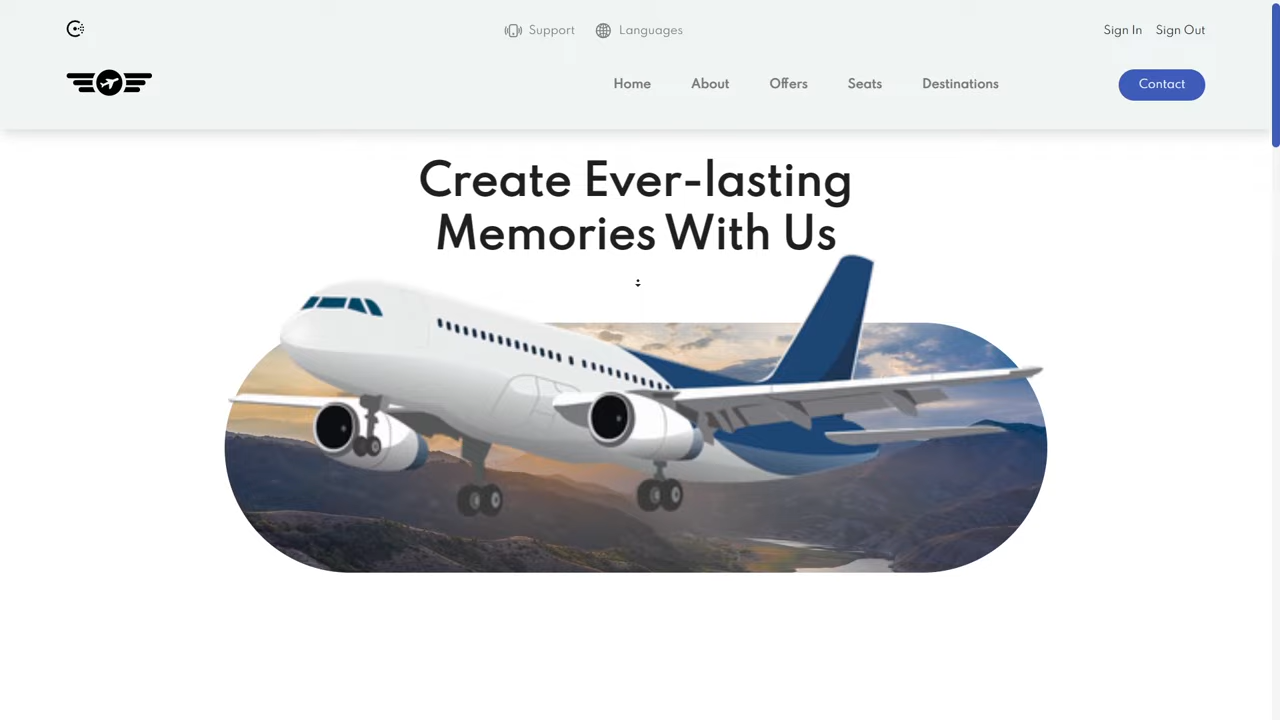 Support
Languages
Sign In
Sign Out
Home
About
Offers
Seats
Destinations
Contact
Create Ever-lasting
Memories With Us